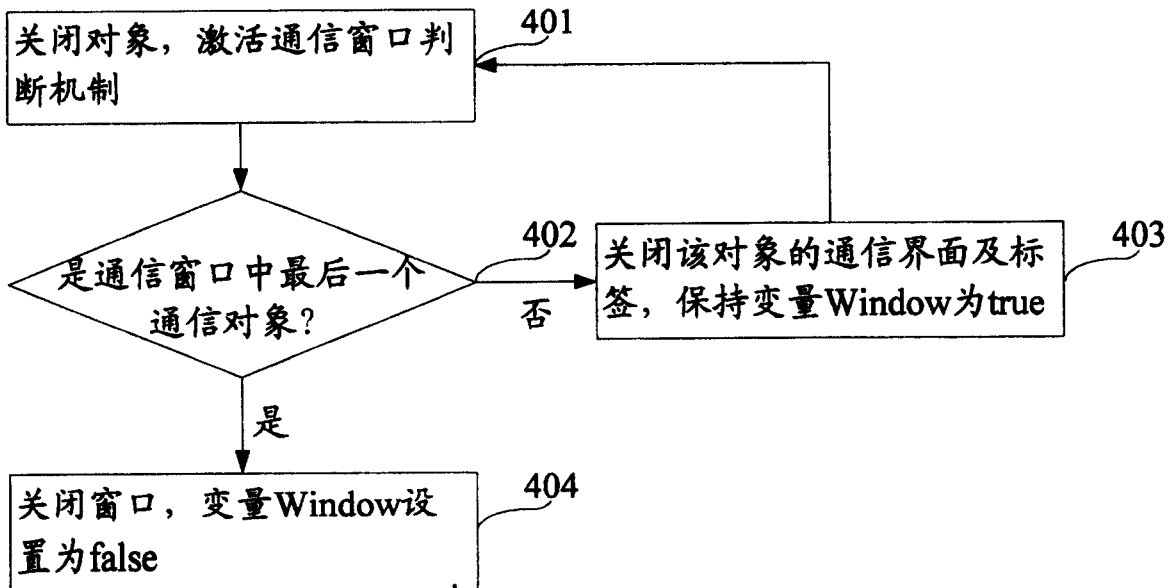 401
关闭对象，激活通信窗口判
断机制
402
是通信窗口中最后一个
通信对象？
否
403
关闭该对象的通信界面及标
签，保持变量Window为true
是
404
关闭窗口，变量Window设
置为false